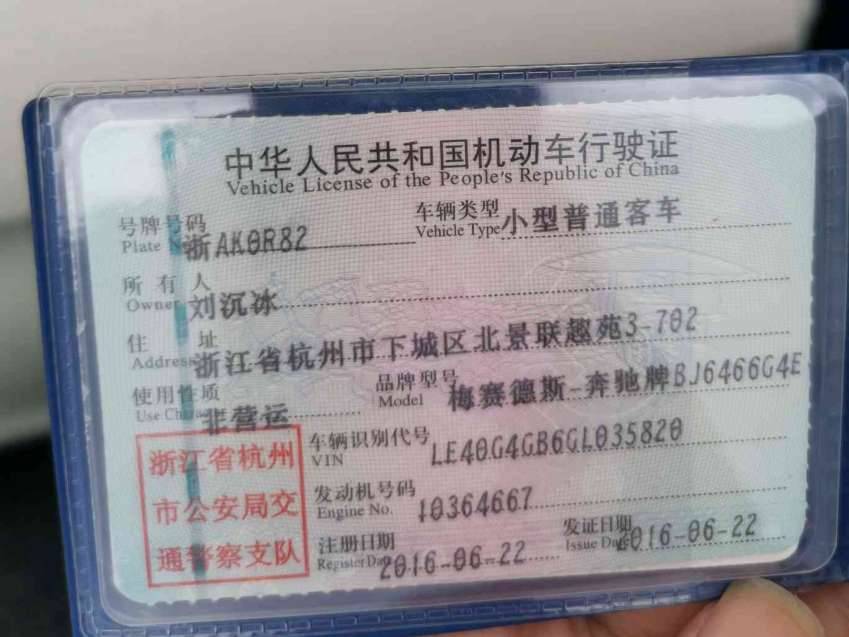 中华人民共和国机动车行驶证
Vehicle License of the People's Republic of China
号牌号码 浙AK0R82 车辆类型 小型普通客车
Plate Vehicle Type
所有人 刘沉冰
Owner
住址 浙江省杭州市下城区北景联趣苑3-702
Address
使用性质 非营运 品牌型号 梅赛德斯-奔驰牌BJ6466G4E
Use Model
浙江省杭州
市公安局交
通警察支队
车辆识别代号 LE40G4GB6GL035820
VIN
发动机号码 10364667
Engine No.
注册日期 2016-06-22 发证日期 2016-06-22
Register Date Issue Date